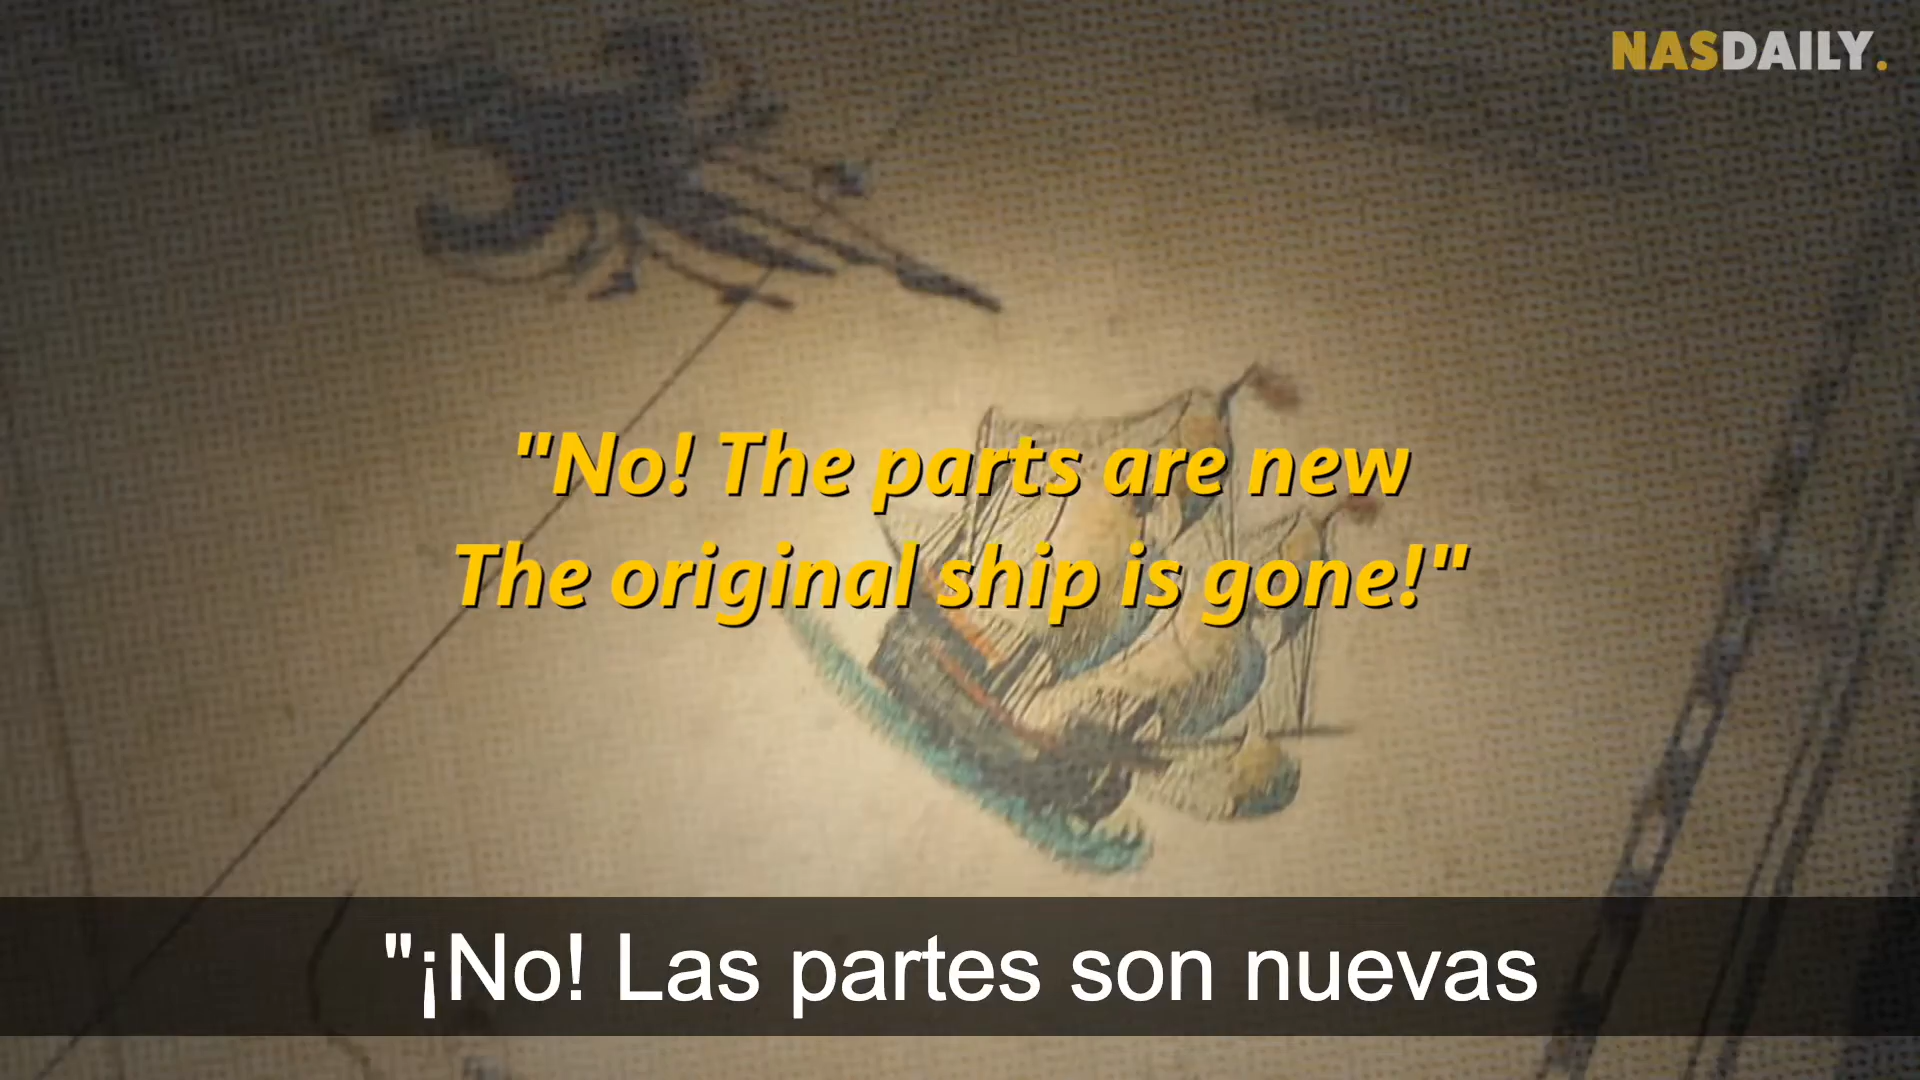 NASDAILY.
"No! The parts are new
The original ship is gone!"
"¡No! Las partes son nuevas